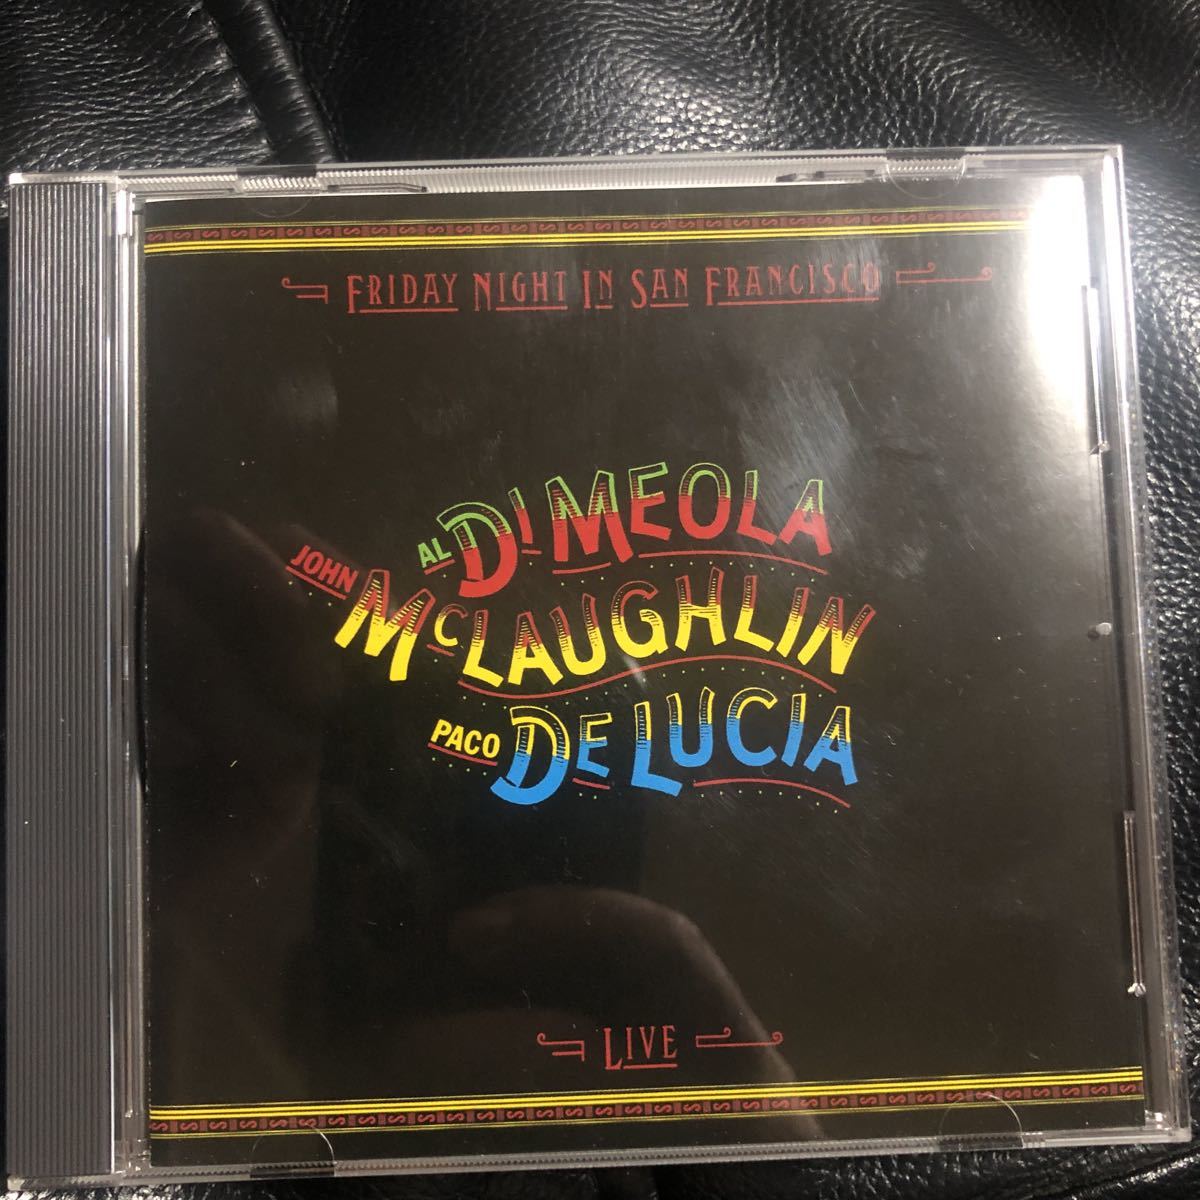 FRIDAY NIGHT IN SAN FRANCISCO
AL DI MEOLA
JOHN McLAUGHLIN
PACO DE LUCIA
LIVE